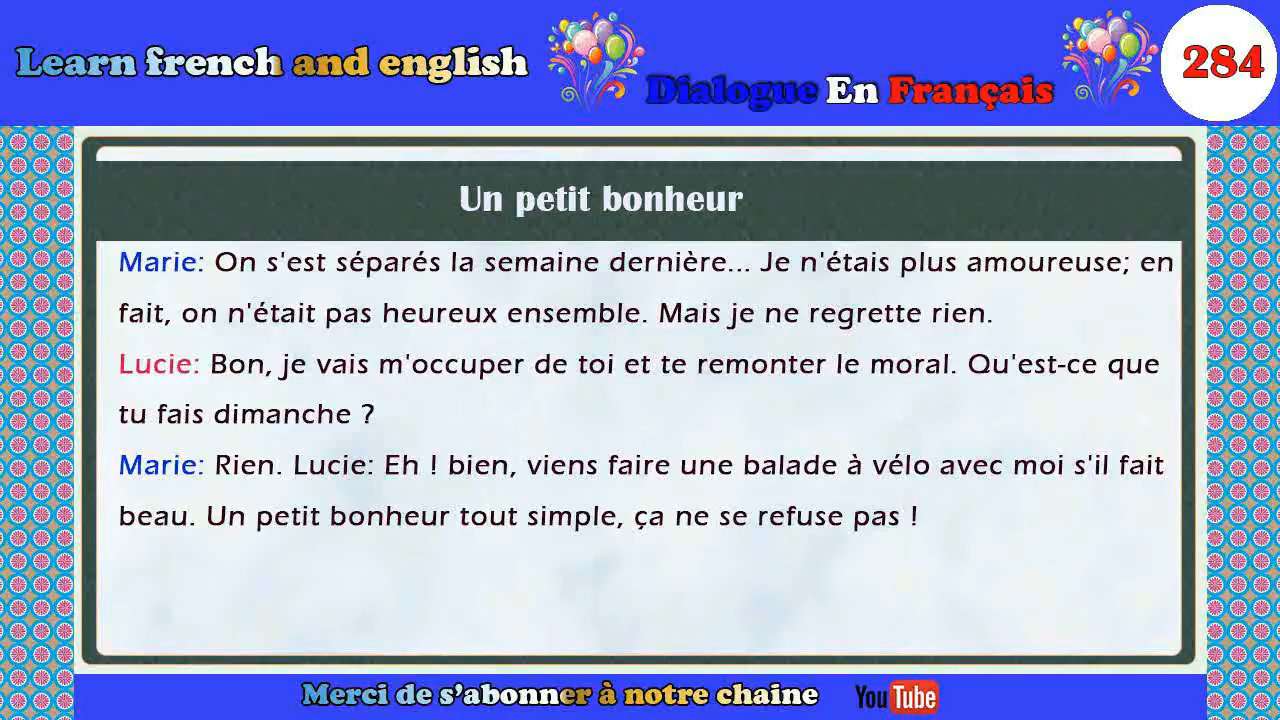 Learn french and english
Dialogue En Français
284
Un petit bonheur
Marie: On s'est séparés la semaine dernière... Je n'étais plus amoureuse; en
fait, on n'était pas heureux ensemble. Mais je ne regrette rien.
Lucie: Bon, je vais m'occuper de toi et te remonter le moral. Qu'est-ce que
tu fais dimanche ?
Marie: Rien. Lucie: Eh ! bien, viens faire une balade à vélo avec moi s'il fait
beau. Un petit bonheur tout simple, ça ne se refuse pas !
Merci de s'abonner à notre chaine
YouTube